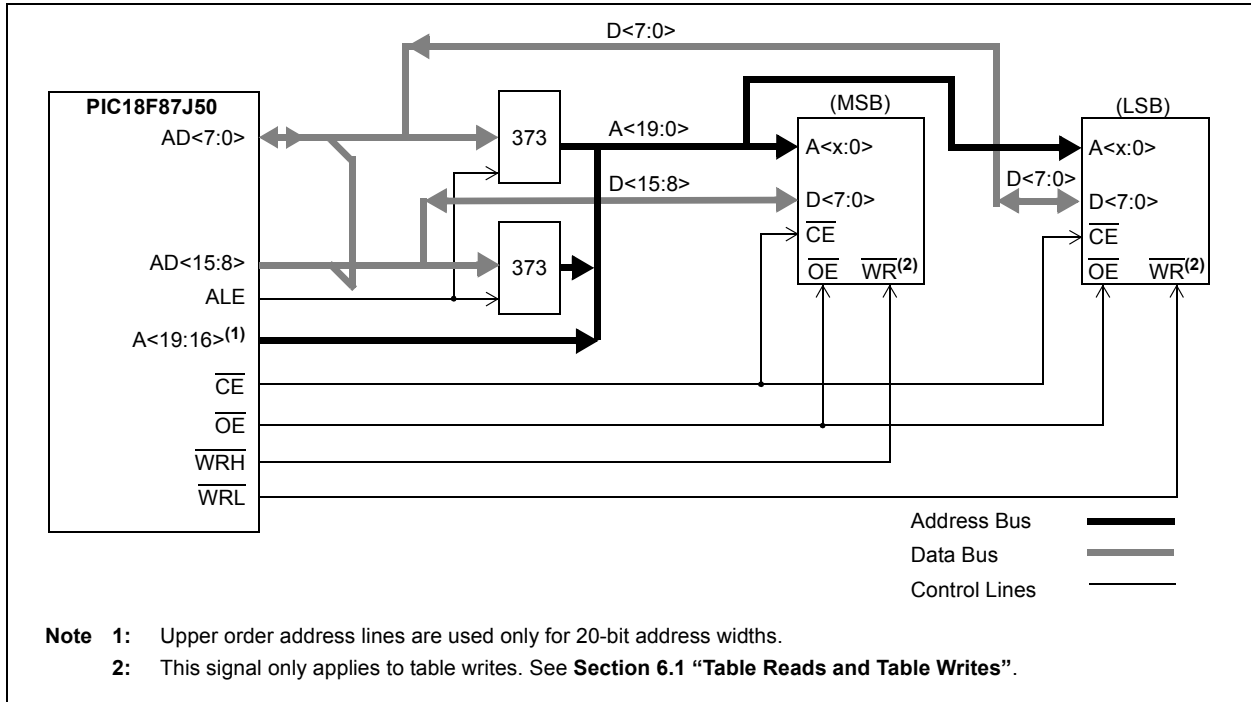 D<7:0>
PIC18F87J50
AD<7:0>
373
A<19:0>
(MSB)
A<x:0>
(LSB)
A<x:0>
D<15:8>
D<7:0>
D<7:0>
D<7:0>
CE
CE
AD<15:8>
373
OE
WR(2)
OE
WR(2)
ALE
A<19:16>(1)
CE
OE
WRH
WRL
Address Bus
Data Bus
Control Lines
Note 1: Upper order address lines are used only for 20-bit address widths.
2: This signal only applies to table writes. See Section 6.1 “Table Reads and Table Writes”.